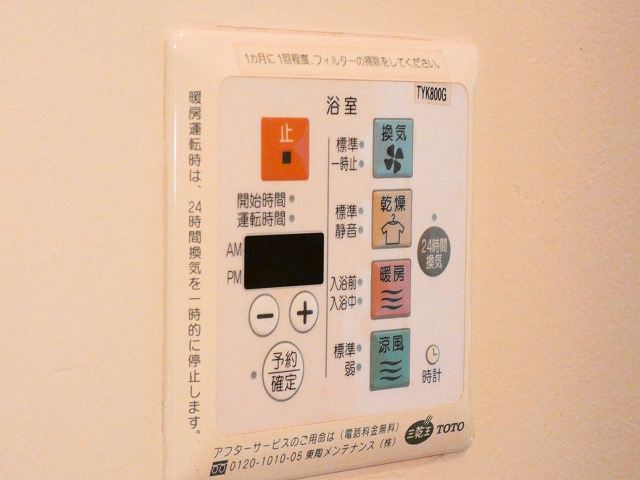 1カ月に1回程度、フィルターの掃除をしてください。
TYK800G
浴室
止
換気
標準
一時止
乾燥
標準
静音
開始時間
運転時間
24時間
換気
AM
PM
暖房
入浴前
入浴中
− +
涼風
標準
弱
予約
確定
時計
暖房運転時は、24時間換気を一時的に停止します。
アフターサービスのご用命は（電話料金無料）
0120-1010-05 東陶メンテナンス（株）
三乾王 TOTO